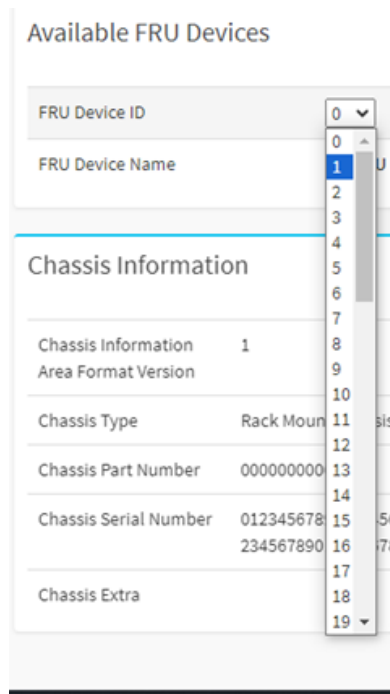 Available FRU Devices
FRU Device ID
0
0
1
2
3
4
5
6
7
8
9
10
11
12
13
14
15
16
17
18
19
FRU Device Name
Chassis Information
Chassis Information
Area Format Version
1
Chassis Type
Rack
Chassis Part Number
Chassis Serial Number
Chassis Extra